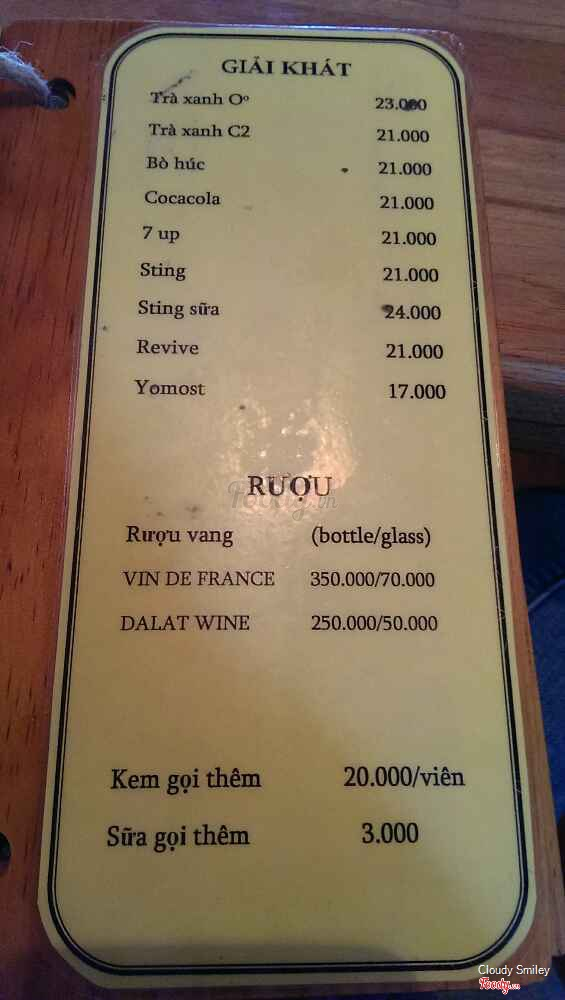 GIẢI KHÁT
Trà xanh Oº 23.000
Trà xanh C2 21.000
Bò húc 21.000
Cocacola 21.000
7 up 21.000
Sting 21.000
Sting sữa 24.000
Revive 21.000
Yomost 17.000
RƯỢU
Foody.vn
Rượu vang (bottle/glass)
VIN DE FRANCE 350.000/70.000
DALAT WINE 250.000/50.000
Kem gọi thêm 20.000/viên
Sữa gọi thêm 3.000
Cloudy Smiley
Foody.vn